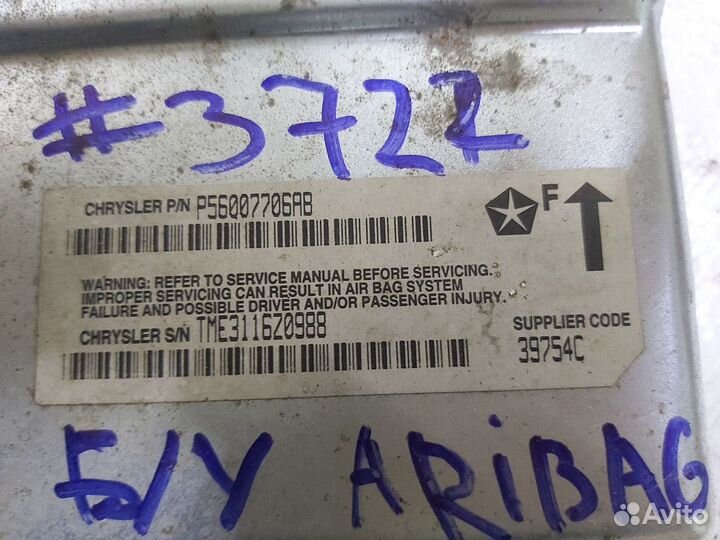 #3722
CHRYSLER P/N P56007706AB
F
WARNING: REFER TO SERVICE MANUAL BEFORE SERVICING.
IMPROPER SERVICING CAN RESULT IN AIR BAG SYSTEM
FAILURE AND POSSIBLE DRIVER AND/OR PASSENGER INJURY.
CHRYSLER S/N TME3116Z0988
SUPPLIER CODE
39754C
Б/У ARIBAG
Avito